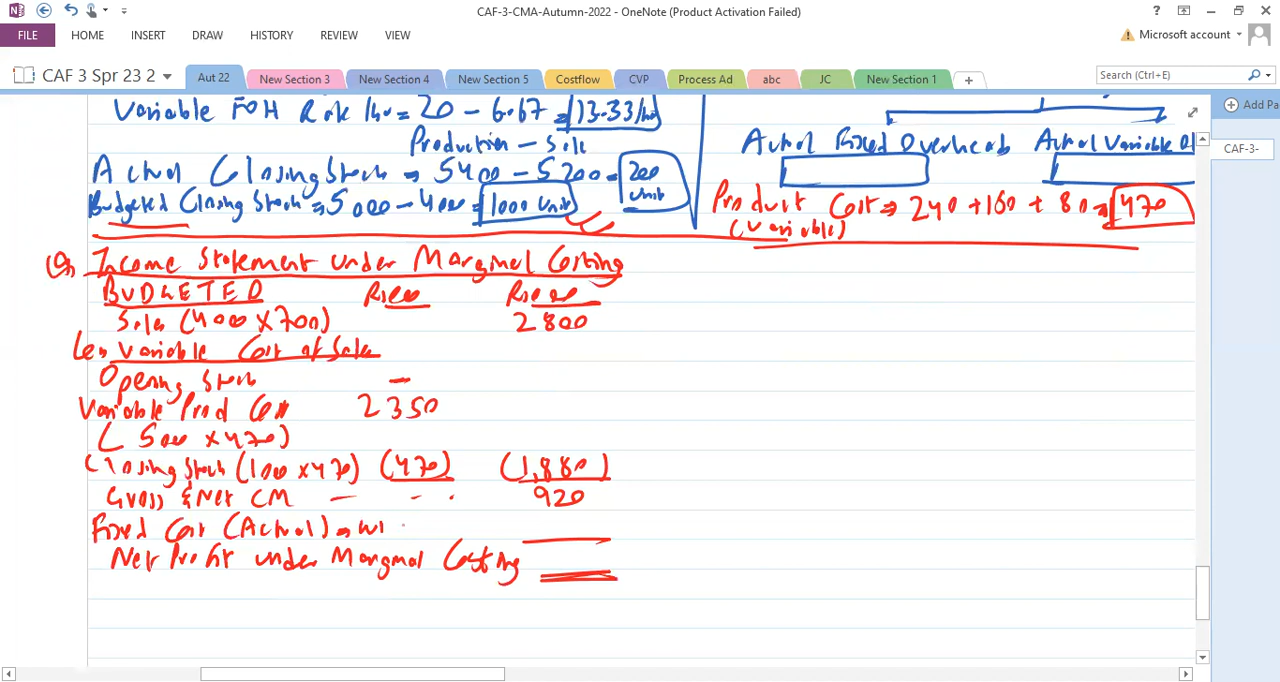 CAF-3-CMA-Autumn-2022 - OneNote (Product Activation Failed)
FILE HOME INSERT DRAW HISTORY REVIEW VIEW
Microsoft account
CAF 3 Spr 23 2
Aut 22 New Section 3 New Section 4 New Section 5 Costflow CVP Process Ad abc JC New Section 1
Search (Ctrl+E)
Add Pa
CAF-3-
Variable FOH Rate /hr = 20 - 6.67 = 13.33/hr
Production - Sale
Actual Closing Stock = 5400 - 5200 = 200 unit
Budgeted Closing Stock = 5000 - 4000 = 1000 unit
Actual Fixed Overheads Actual Variable
Product Cost = 240 + 160 + 80 = 470
(Variable)
Income Statement under Marginal Costing
BUDGETED
Sales (4000 x 700) 2800
Less Variable Cost of Sales
Opening Stock -
Variable Prod Cost 2350
(5000 x 470)
Closing Stock (1000 x 470) (470) (1,880)
Gross & Net CM - - - 920
Fixed Cost (Actual) = W1
Net Profit under Marginal Costing